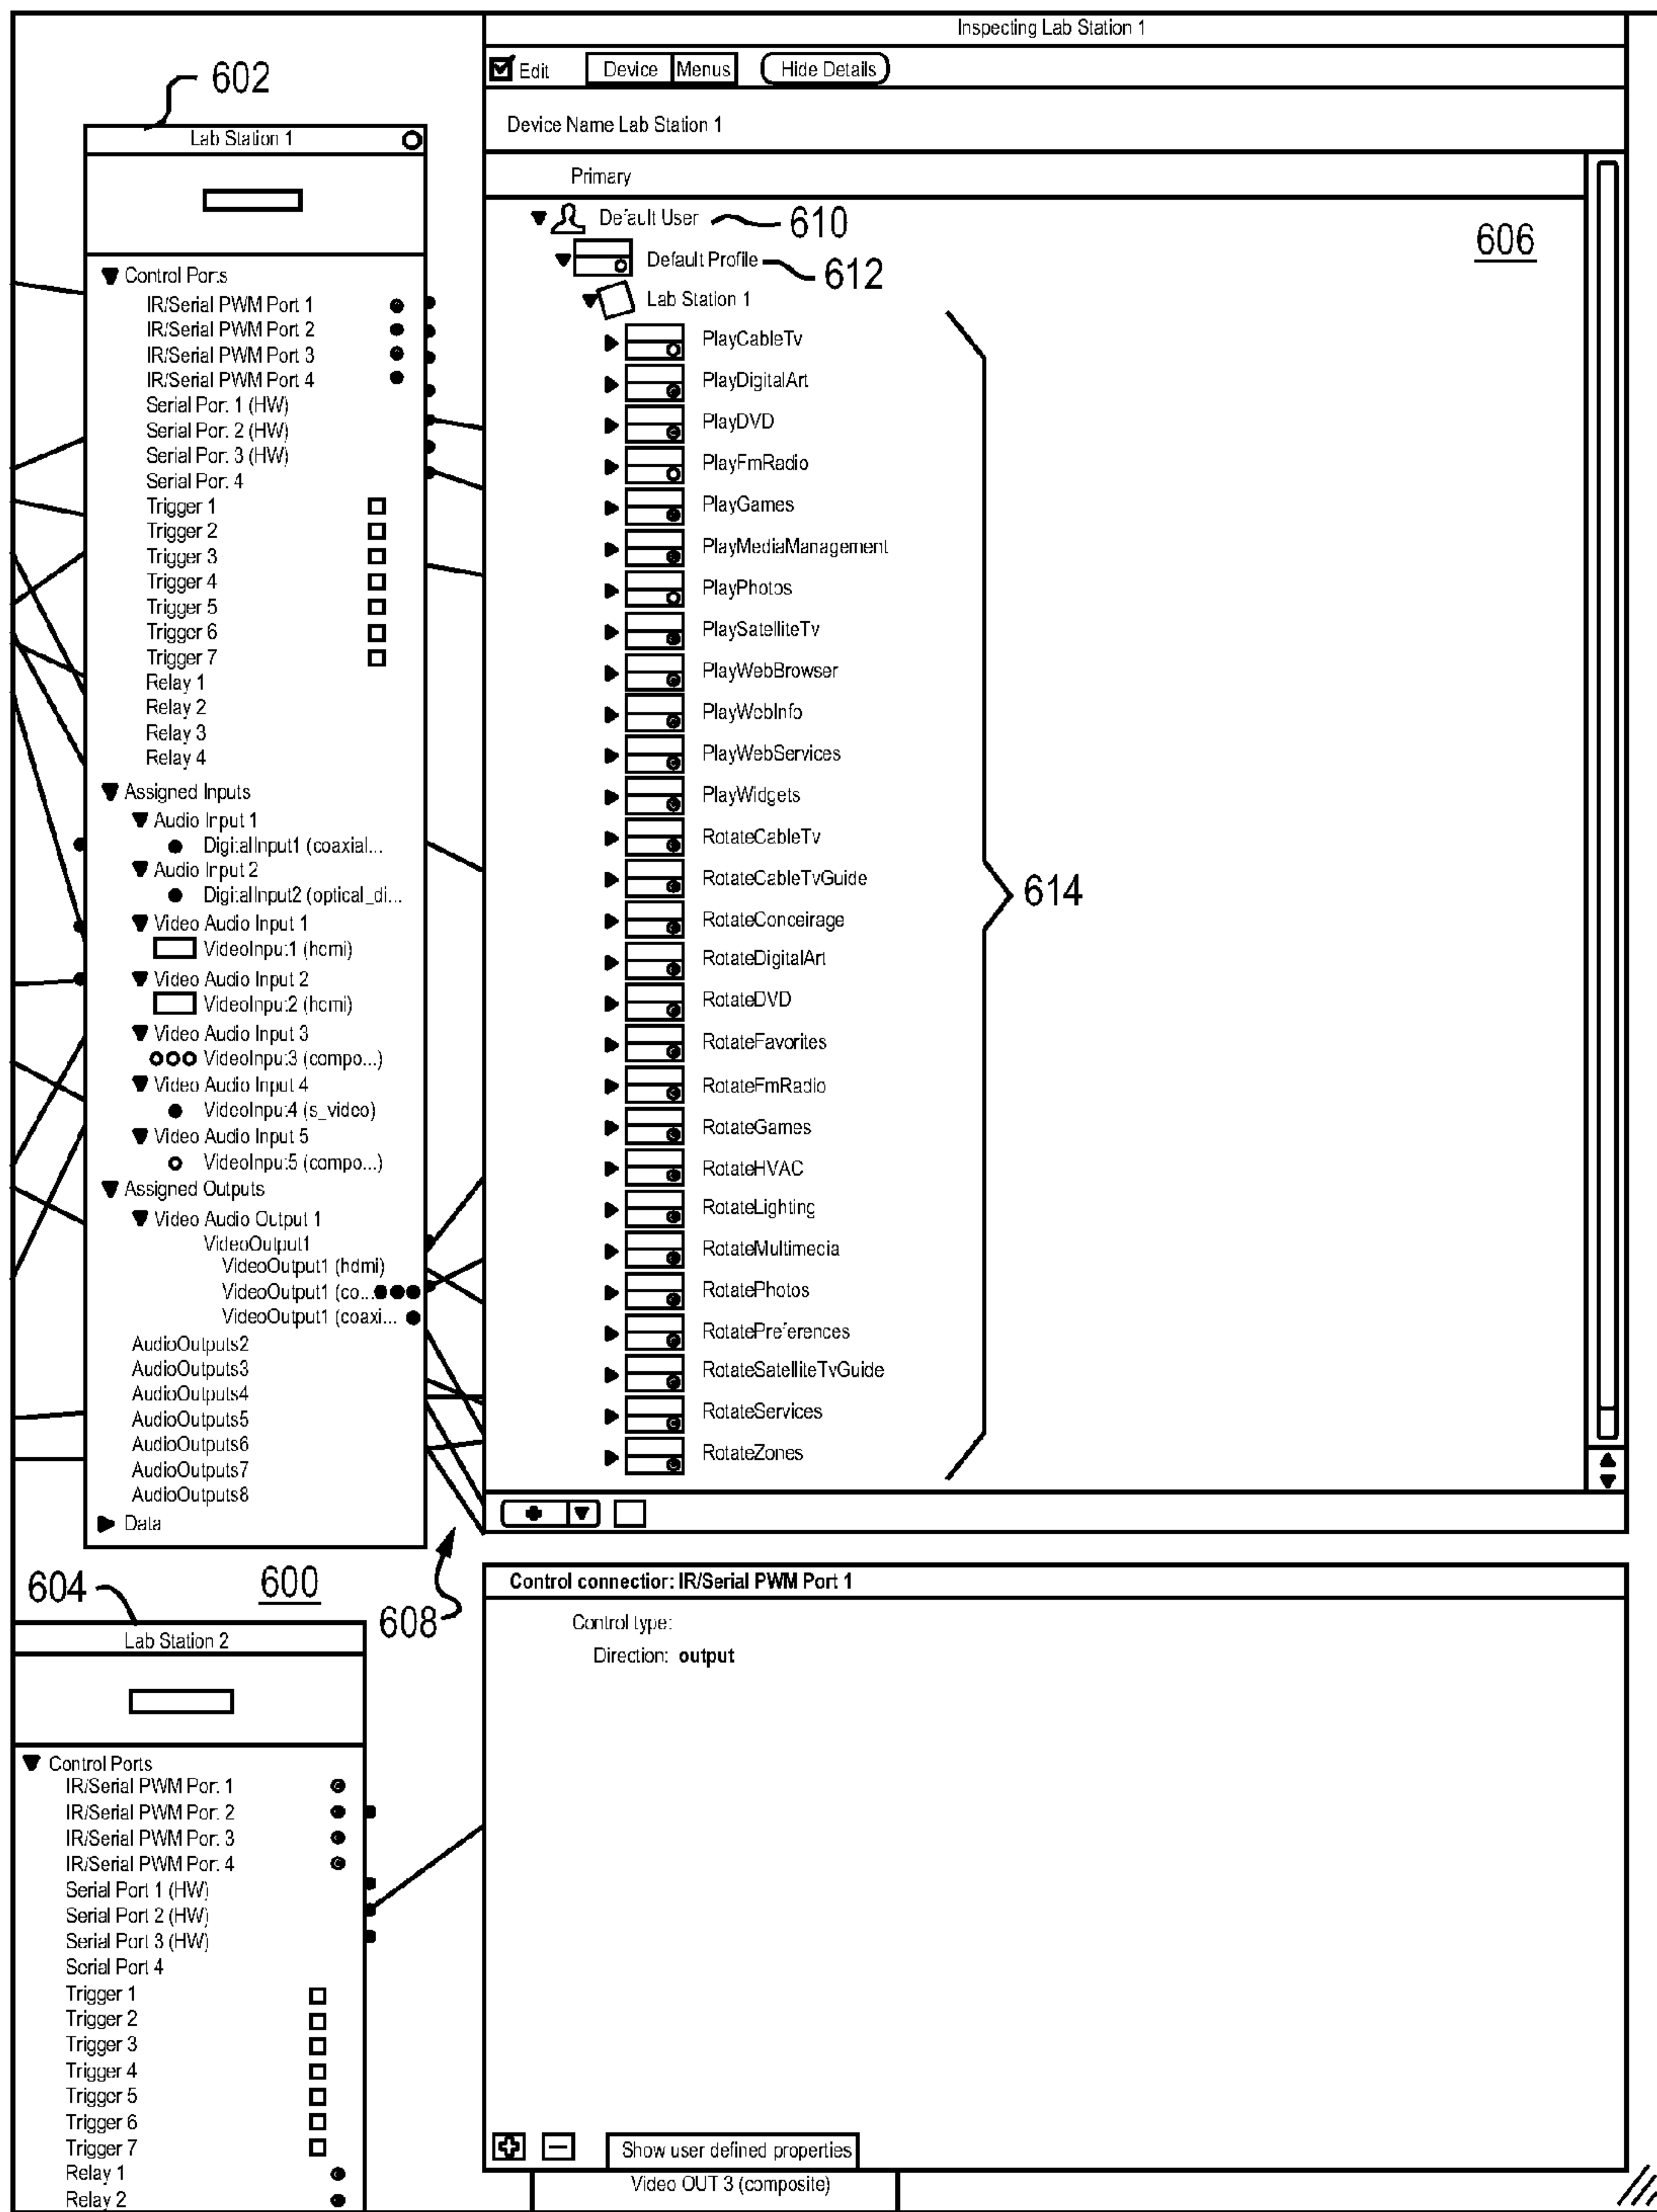 602
Lab Station 1
Control Ports
IR/Serial PWM Port 1
IR/Serial PWM Port 2
IR/Serial PWM Port 3
IR/Serial PWM Port 4
Serial Port 1 (HW)
Serial Port 2 (HW)
Serial Port 3 (HW)
Serial Port 4
Trigger 1
Trigger 2
Trigger 3
Trigger 4
Trigger 5
Trigger 6
Trigger 7
Relay 1
Relay 2
Relay 3
Relay 4
Assigned Inputs
Audio Input 1
DigitalInput1 (coaxial...
Audio Input 2
DigitalInput2 (optical_di...
Video Audio Input 1
VideoInput1 (hdmi)
Video Audio Input 2
VideoInput2 (hdmi)
Video Audio Input 3
VideoInput3 (compo...)
Video Audio Input 4
VideoInput4 (s_video)
Video Audio Input 5
VideoInput5 (compo...)
Assigned Outputs
Video Audio Output 1
VideoOutput1
VideoOutput1 (hdmi)
VideoOutput1 (co...
VideoOutput1 (coaxi...
AudioOutputs2
AudioOutputs3
AudioOutputs4
AudioOutputs5
AudioOutputs6
AudioOutputs7
AudioOutputs8
Data
Inspecting Lab Station 1
Edit Device Menus Hide Details
Device Name Lab Station 1
Primary
Default User 610
606
Default Profile 612
Lab Station 1
PlayCableTv
PlayDigitalArt
PlayDVD
PlayFmRadio
PlayGames
PlayMediaManagement
PlayPhotos
PlaySatelliteTv
PlayWebBrowser
PlayWebInfo
PlayWebServices
PlayWidgets
RotateCableTv
RotateCableTvGuide
614
RotateConceirage
RotateDigitalArt
RotateDVD
RotateFavorites
RotateFmRadio
RotateGames
RotateHVAC
RotateLighting
RotateMultimedia
RotatePhotos
RotatePreferences
RotateSatelliteTvGuide
RotateServices
RotateZones
604
600
608
Lab Station 2
Control Ports
IR/Serial PWM Port 1
IR/Serial PWM Port 2
IR/Serial PWM Port 3
IR/Serial PWM Port 4
Serial Port 1 (HW)
Serial Port 2 (HW)
Serial Port 3 (HW)
Serial Port 4
Trigger 1
Trigger 2
Trigger 3
Trigger 4
Trigger 5
Trigger 6
Trigger 7
Relay 1
Relay 2
Control connection: IR/Serial PWM Port 1
Control type:
Direction: output
Show user defined properties
Video OUT 3 (composite)